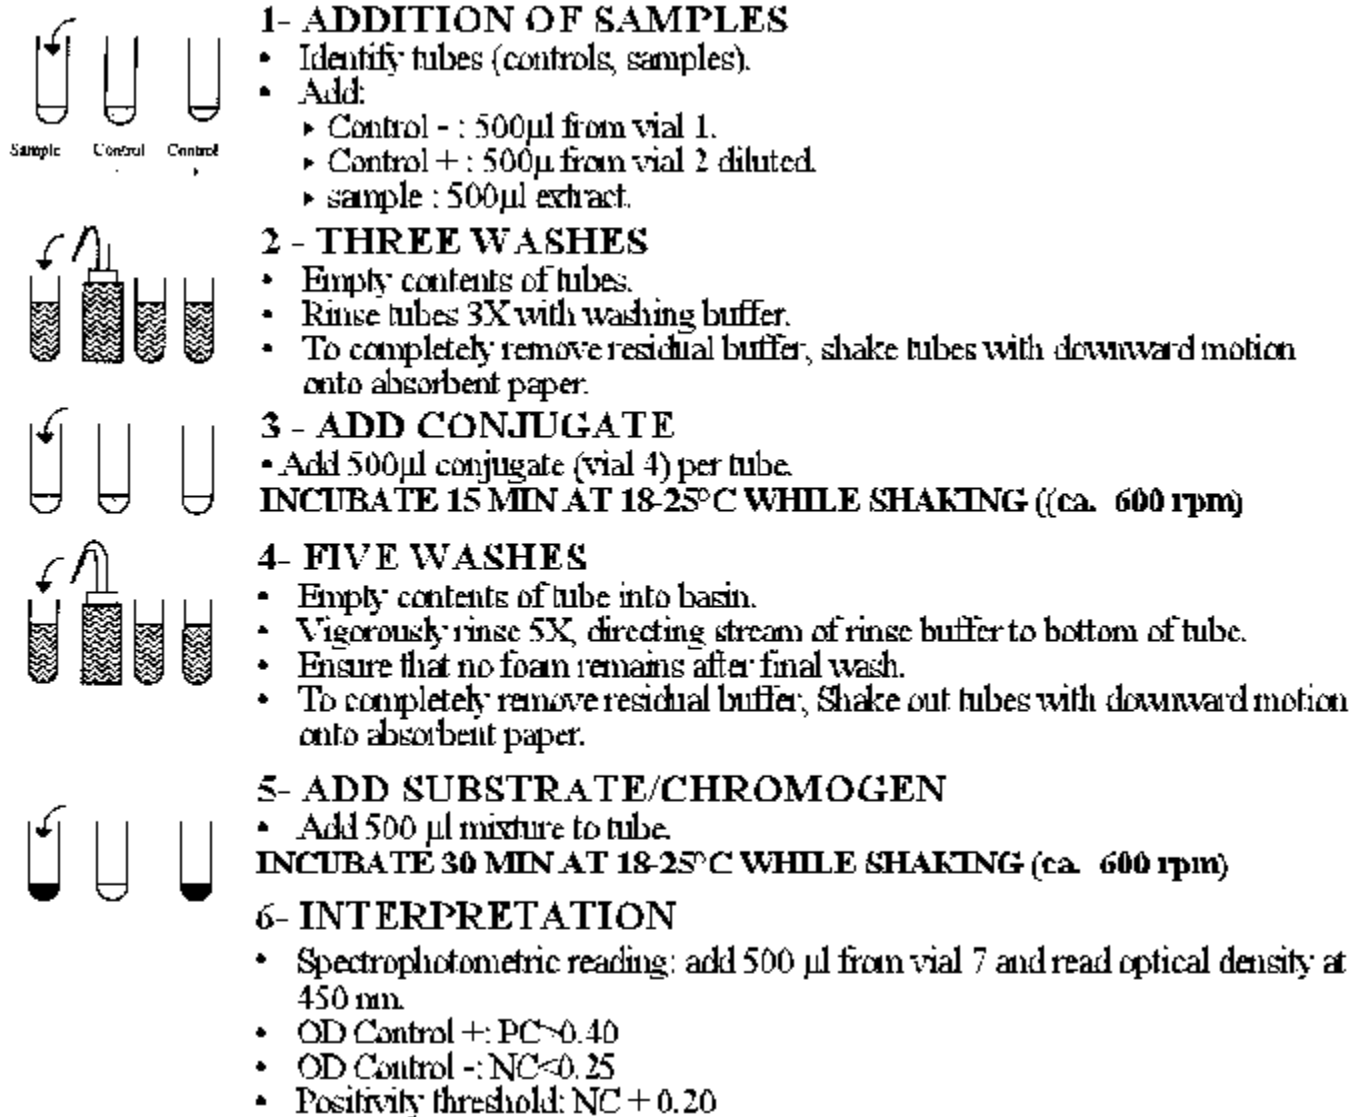 1- ADDITION OF SAMPLES
• Identify tubes (controls, samples).
• Add:
▸ Control - : 500µl from vial 1.
▸ Control + : 500µ from vial 2 diluted.
▸ sample : 500µl extract.
Sample Control Control
- +
2 - THREE WASHES
• Empty contents of tubes.
• Rinse tubes 3X with washing buffer.
• To completely remove residual buffer, shake tubes with downward motion
onto absorbent paper.
3 - ADD CONJUGATE
• Add 500µl conjugate (vial 4) per tube.
INCUBATE 15 MIN AT 18-25°C WHILE SHAKING ((ca. 600 rpm)
4- FIVE WASHES
• Empty contents of tube into basin.
• Vigorously rinse 5X, directing stream of rinse buffer to bottom of tube.
• Ensure that no foam remains after final wash.
• To completely remove residual buffer, Shake out tubes with downward motion
onto absorbent paper.
5- ADD SUBSTRATE/CHROMOGEN
• Add 500 µl mixture to tube.
INCUBATE 30 MIN AT 18-25°C WHILE SHAKING (ca. 600 rpm)
6- INTERPRETATION
• Spectrophotometric reading: add 500 µl from vial 7 and read optical density at
450 nm.
• OD Control +: PC>0.40
• OD Control -: NC<0.25
• Positivity threshold: NC + 0.20